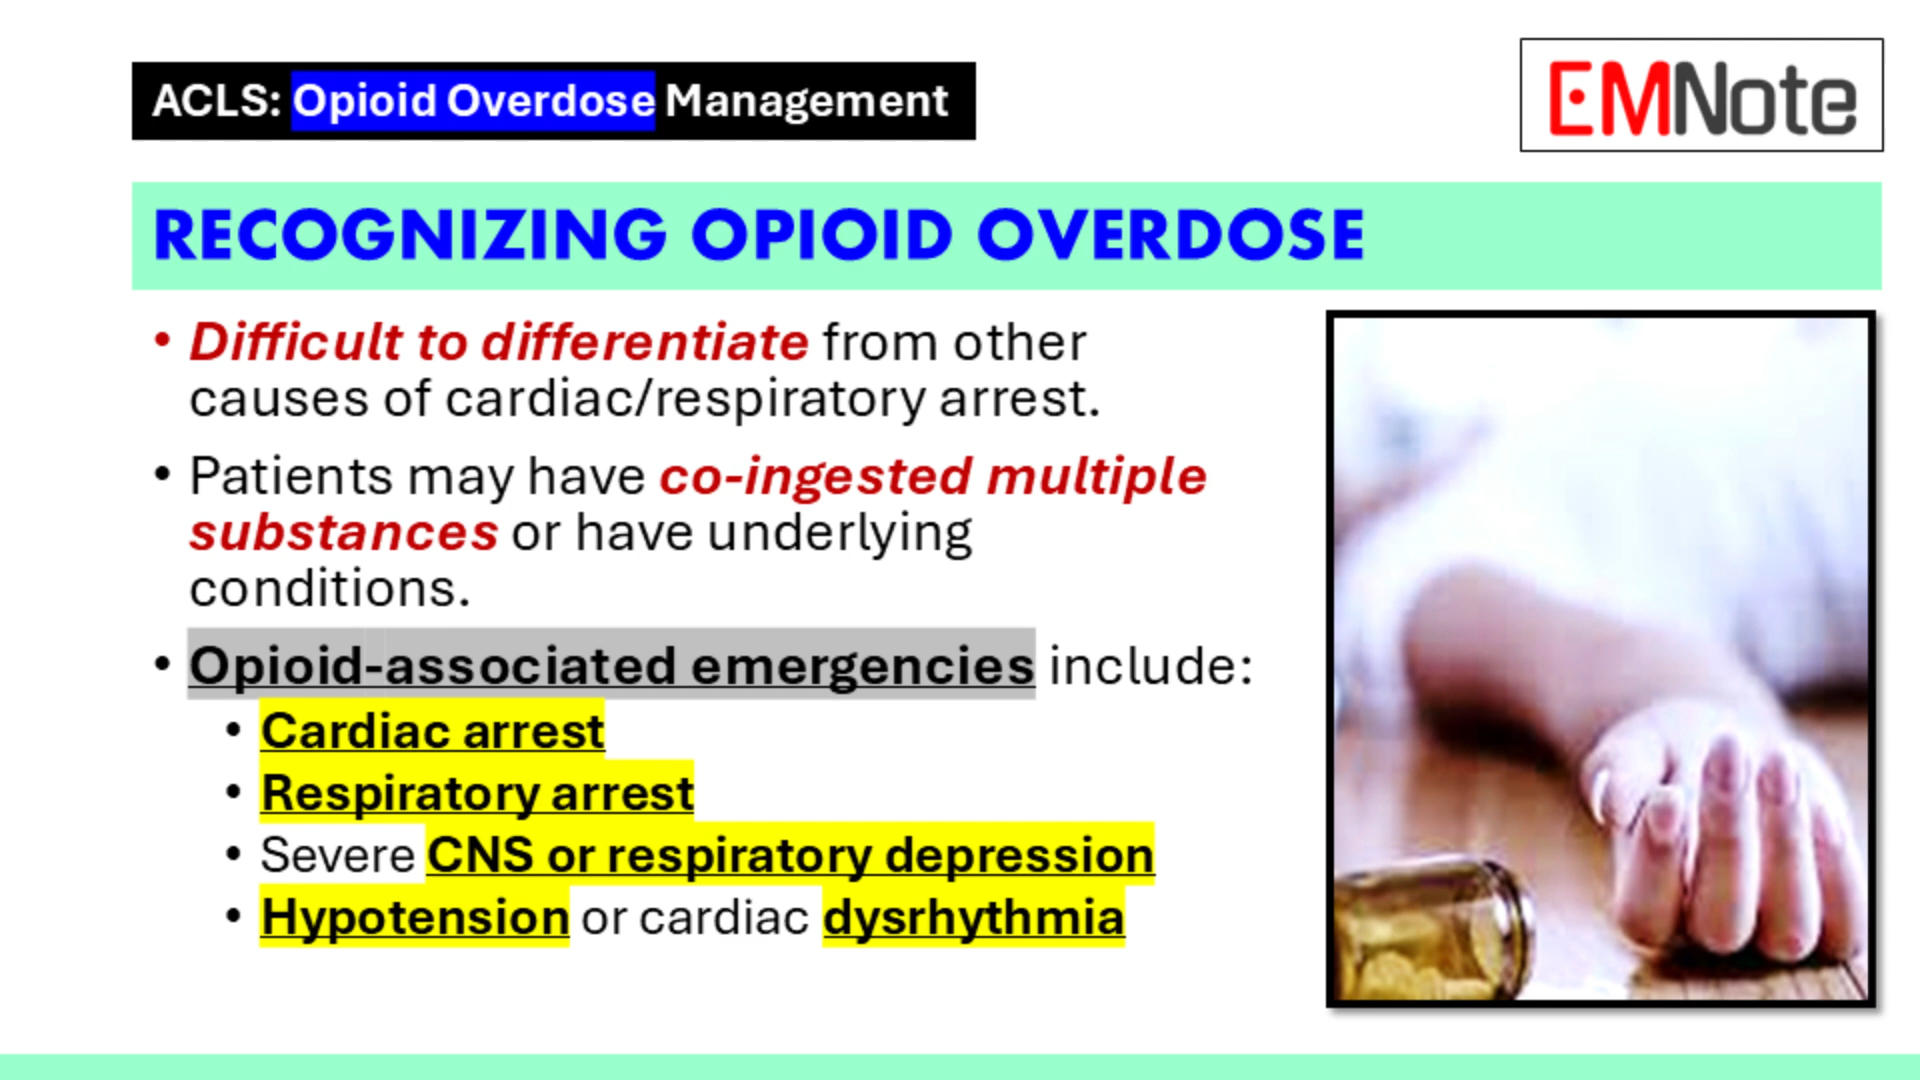 ACLS: Opioid Overdose Management
EMNote
RECOGNIZING OPIOID OVERDOSE
• Difficult to differentiate from other
causes of cardiac/respiratory arrest.
• Patients may have co-ingested multiple
substances or have underlying
conditions.
• Opioid-associated emergencies include:
• Cardiac arrest
• Respiratory arrest
• Severe CNS or respiratory depression
• Hypotension or cardiac dysrhythmia